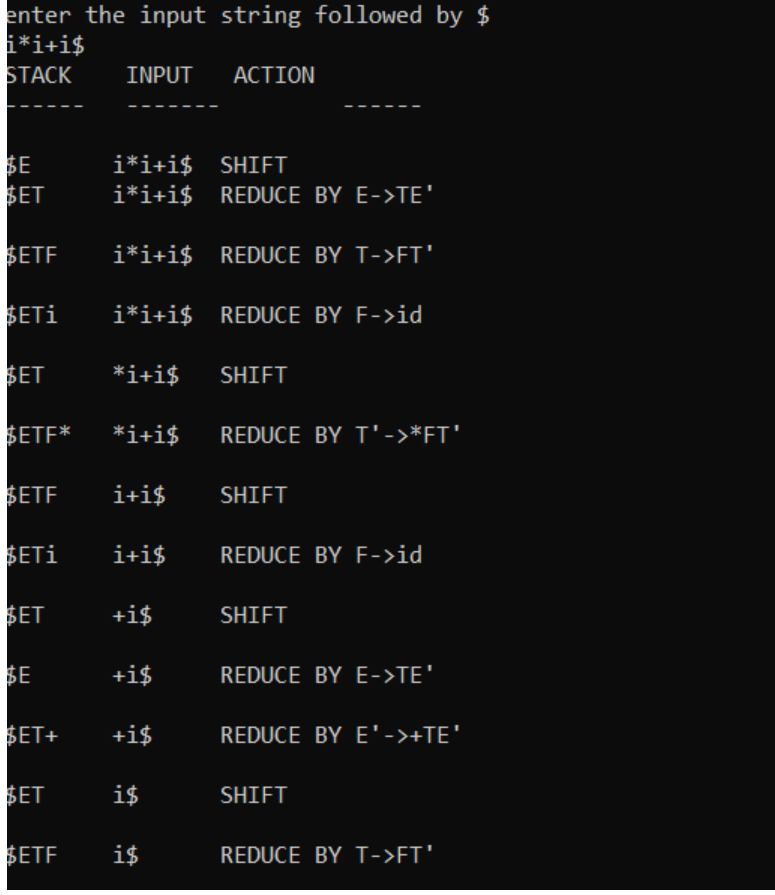 enter the input string followed by $
i*i+i$
STACK INPUT ACTION
------ ------- ------
$E i*i+i$ SHIFT
$ET i*i+i$ REDUCE BY E->TE'
$ETF i*i+i$ REDUCE BY T->FT'
$ETi i*i+i$ REDUCE BY F->id
$ET *i+i$ SHIFT
$ETF* *i+i$ REDUCE BY T'->*FT'
$ETF i+i$ SHIFT
$ETi i+i$ REDUCE BY F->id
$ET +i$ SHIFT
$E +i$ REDUCE BY E->TE'
$ET+ +i$ REDUCE BY E'->+TE'
$ET i$ SHIFT
$ETF i$ REDUCE BY T->FT'